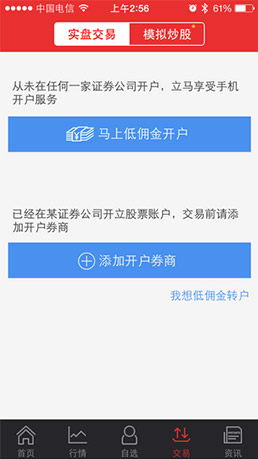 中国电信 上午2:56 61%
实盘交易 模拟炒股
从未在任何一家证券公司开户，立马享受手机
开户服务
马上低佣金开户
已经在某证券公司开立股票账户，交易前请添
加开户券商
添加开户券商
我想低佣金转户
首页 行情 自选 交易 资讯